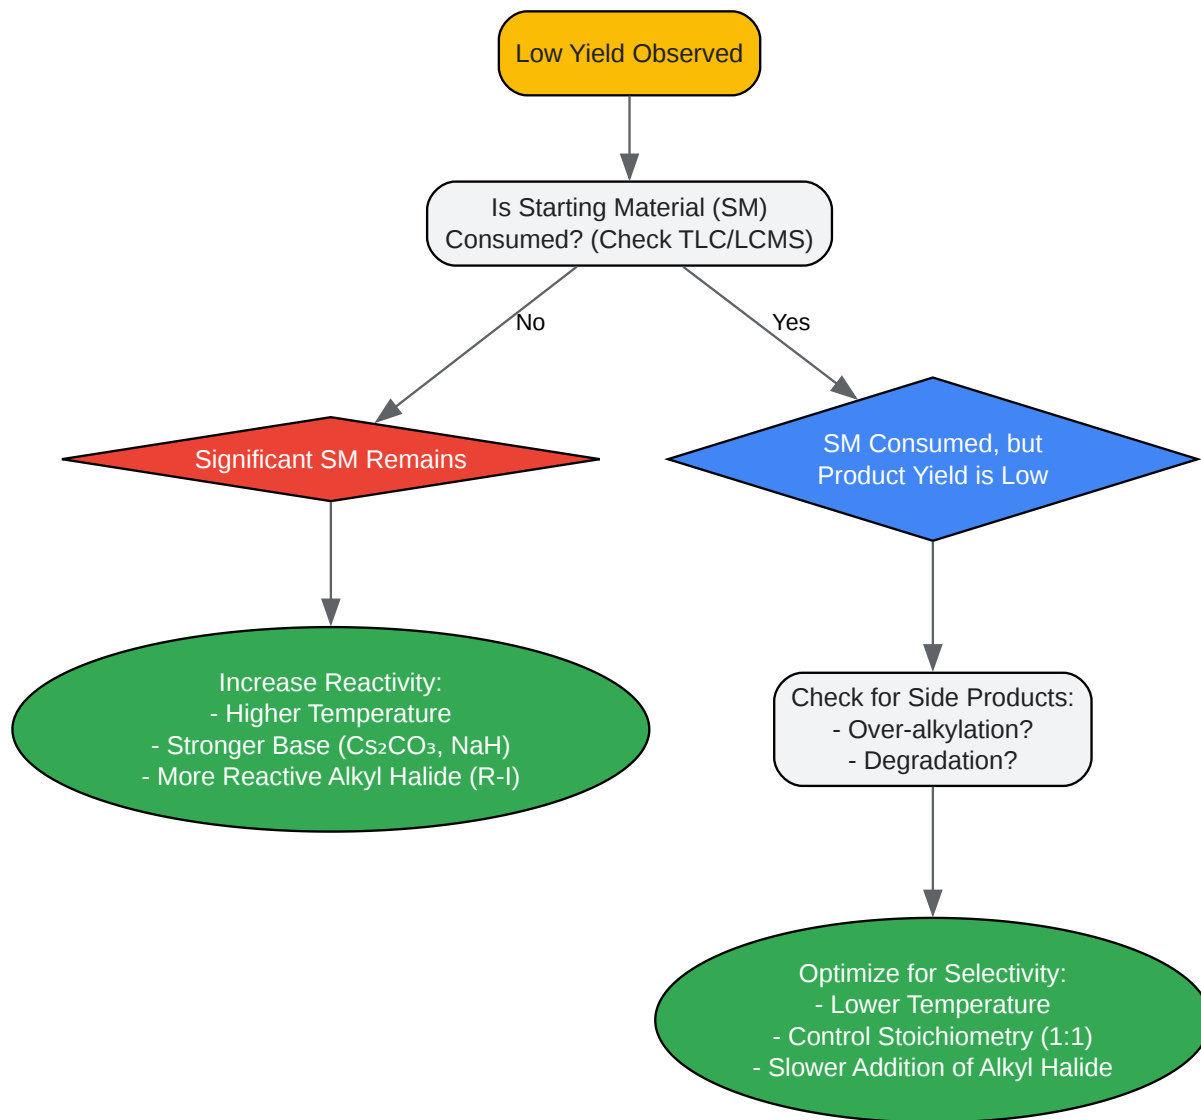 Low Yield Observed
Is Starting Material (SM)
Consumed? (Check TLC/LCMS)
No
Yes
Significant SM Remains
SM Consumed, but
Product Yield is Low
Increase Reactivity:
- Higher Temperature
- Stronger Base (Cs₂CO₃, NaH)
- More Reactive Alkyl Halide (R-I)
Check for Side Products:
- Over-alkylation?
- Degradation?
Optimize for Selectivity:
- Lower Temperature
- Control Stoichiometry (1:1)
- Slower Addition of Alkyl Halide